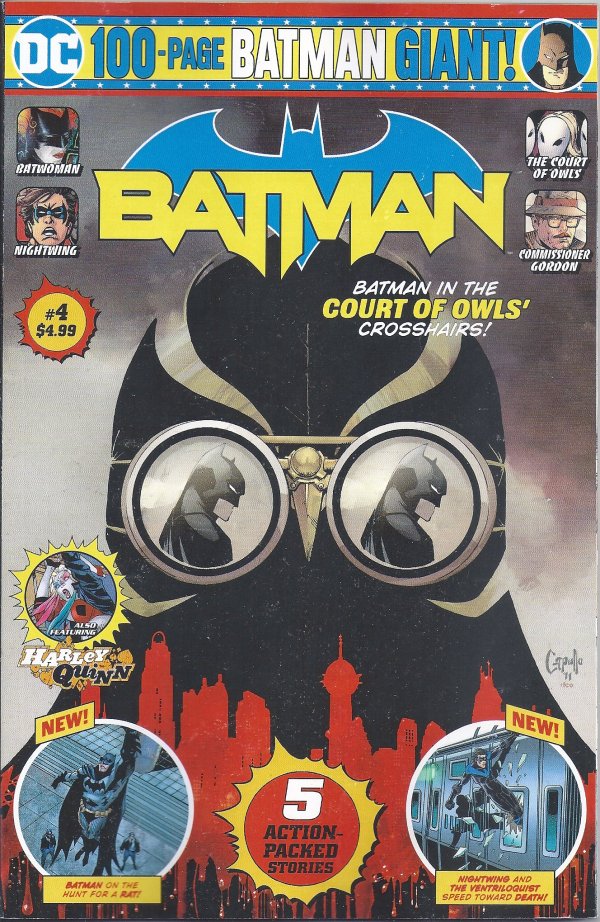 DC 100-PAGE BATMAN GIANT!
BATWOMAN
NIGHTWING
THE COURT
OF OWLS
COMMISSIONER
GORDON
BATMAN
BATMAN IN THE
COURT OF OWLS'
CROSSHAIRS!
#4
$4.99
ALSO
FEATURING
HARLEY
QUINN
Capullo
11
NEW!
BATMAN ON THE
HUNT FOR A RAT!
5
ACTION-
PACKED
STORIES
NEW!
NIGHTWING AND
THE VENTRILOQUIST
SPEED TOWARD DEATH!